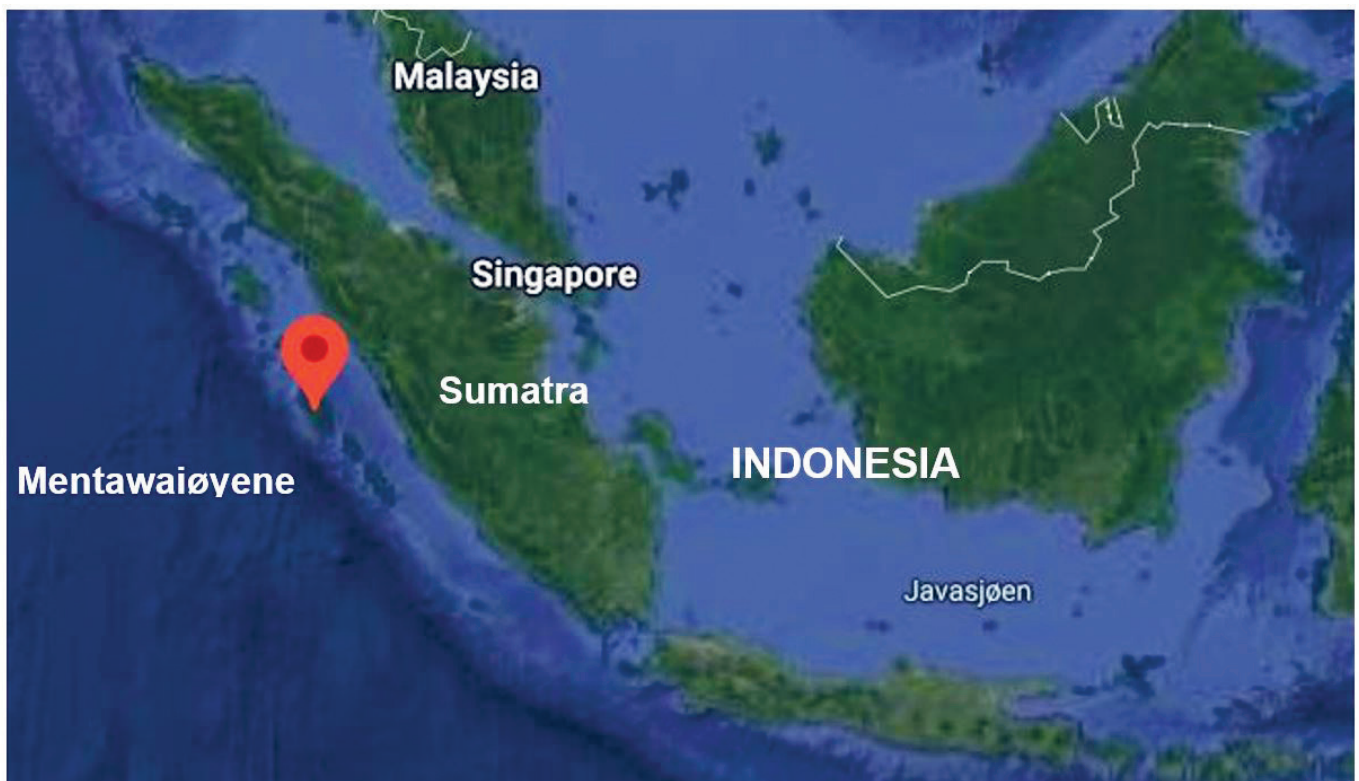 Malaysia
Singapore
Sumatra
INDONESIA
Mentawaiøyene
Javasjøen